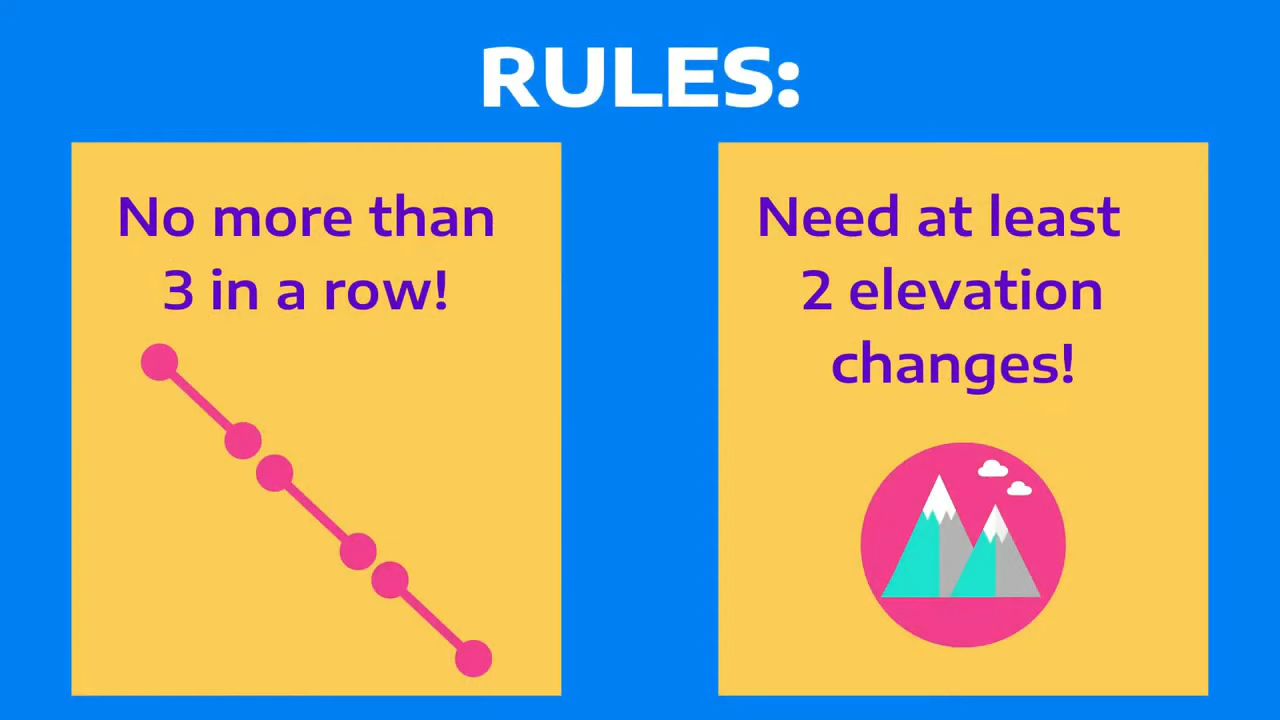 RULES:
No more than
3 in a row!
Need at least
2 elevation
changes!